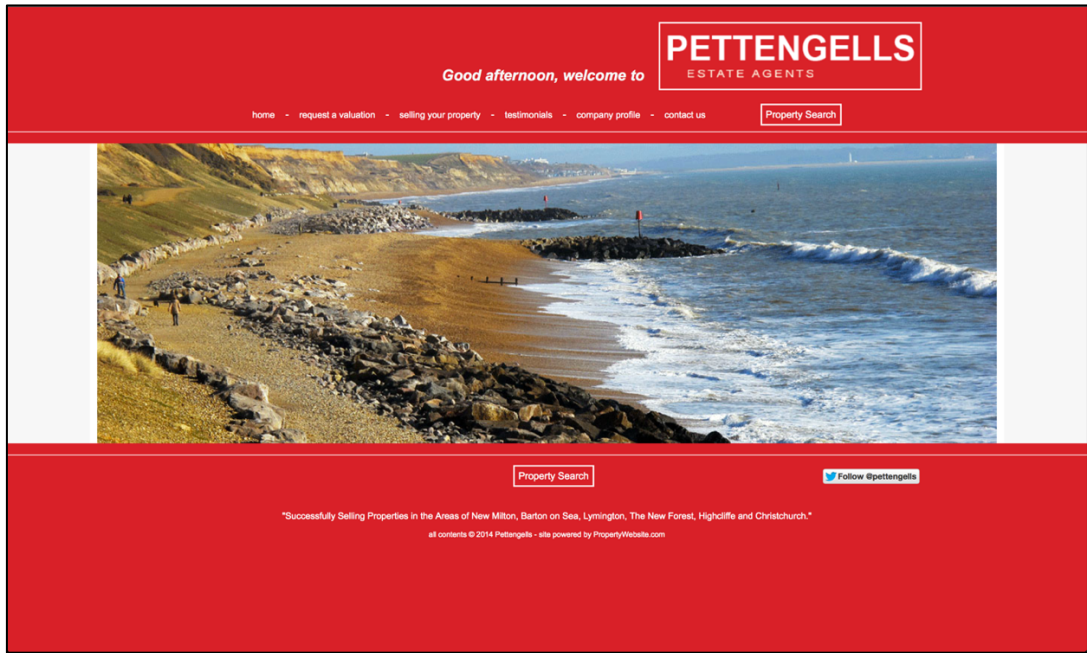 PETTENGELLS
ESTATE AGENTS
Good afternoon, welcome to
home - request a valuation - selling your property - testimonials - company profile - contact us
Property Search
Property Search
Follow @pettengells
"Successfully Selling Properties in the Areas of New Milton, Barton on Sea, Lymington, The New Forest, Highcliffe and Christchurch."
all contents © 2014 Pettengells - site powered by PropertyWebsite.com